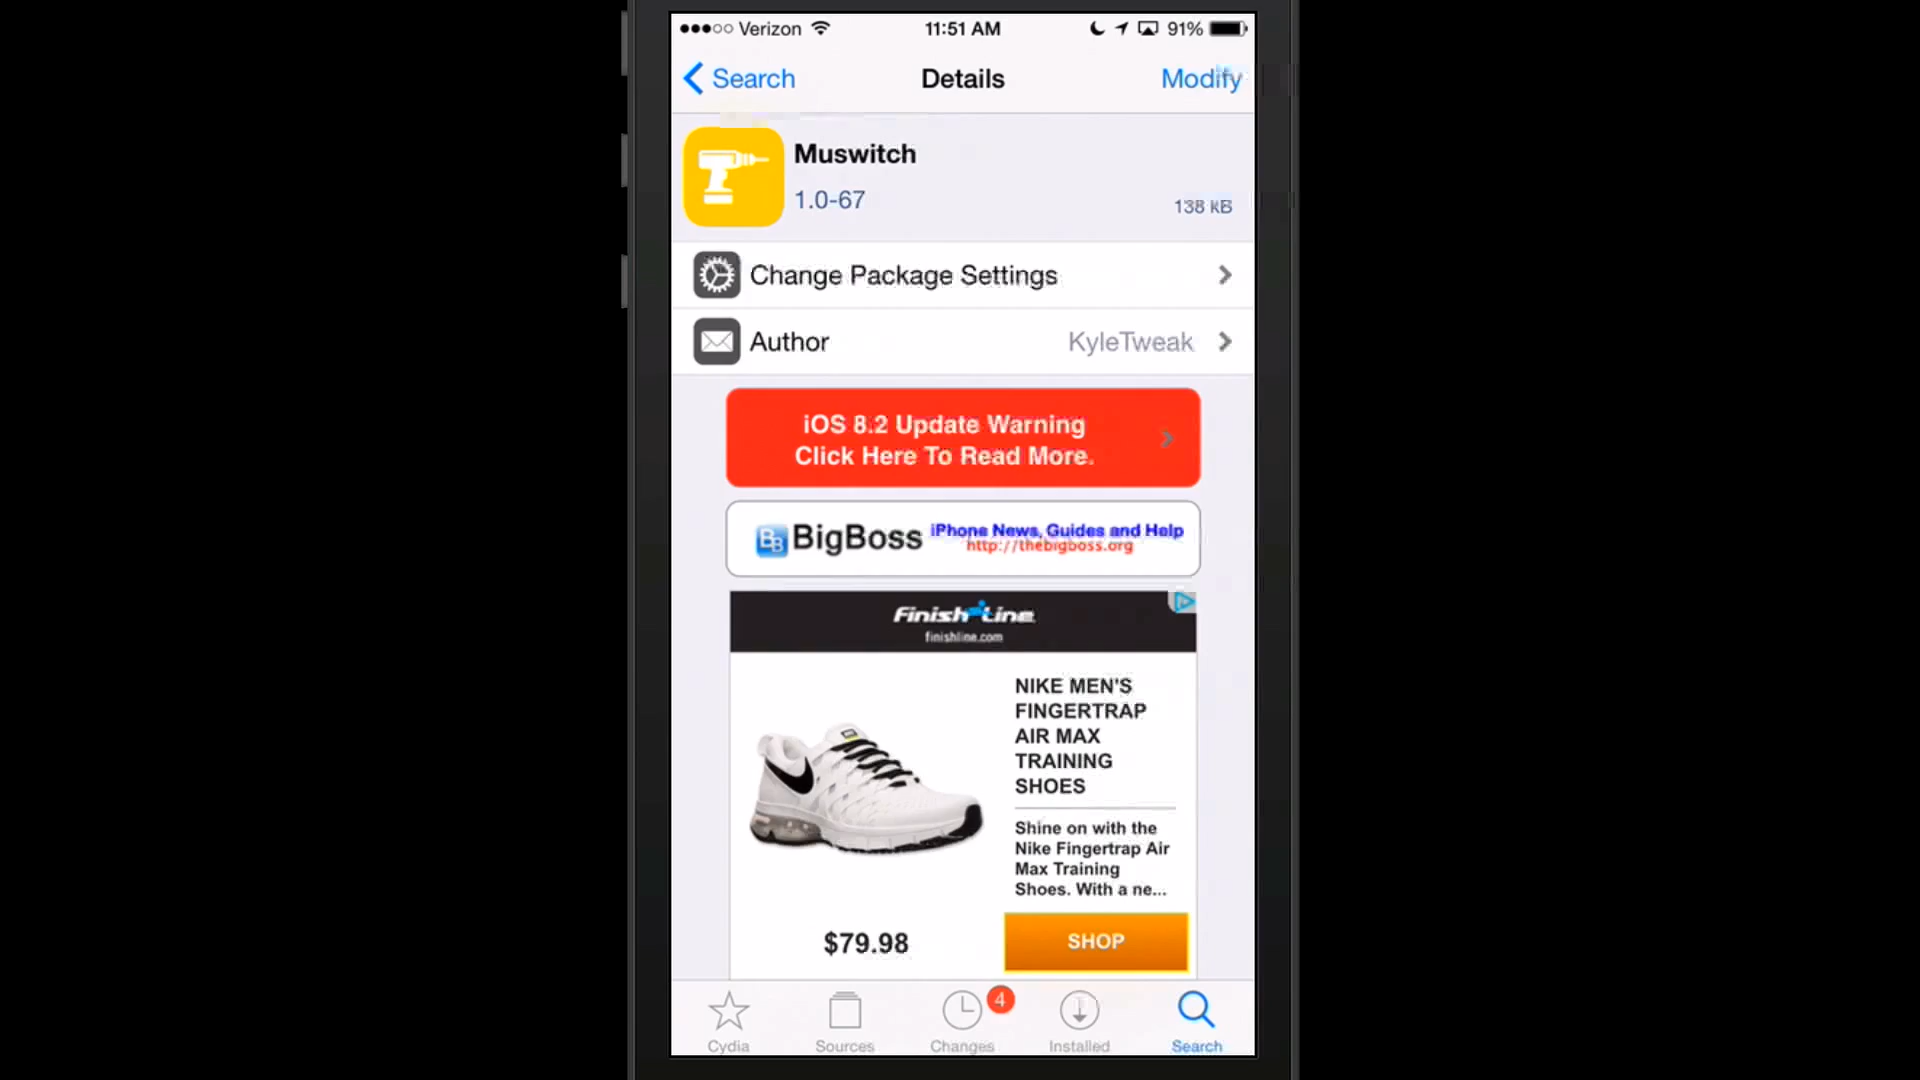 Verizon 11:51 AM 91%
Search Details Modify
Muswitch
1.0-67
138 kB
Change Package Settings
Author KyleTweak
iOS 8.2 Update Warning
Click Here To Read More.
BB BigBoss iPhone News, Guides and Help
http://thebigboss.org
Finish Line
finishline.com
NIKE MEN'S
FINGERTRAP
AIR MAX
TRAINING
SHOES
Shine on with the
Nike Fingertrap Air
Max Training
Shoes. With a ne...
$79.98
SHOP
4
Cydia Sources Changes Installed Search